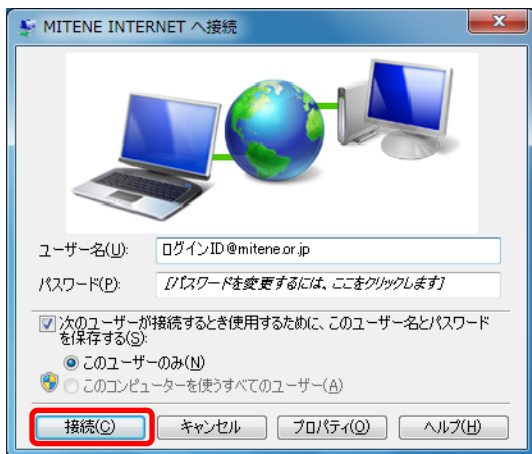 MITENE INTERNET へ接続
ユーザー名(U): ログインID@mitene.or.jp
パスワード(P): [パスワードを変更するには、ここをクリックします]
次のユーザーが接続するとき使用するために、このユーザー名とパスワード
を保存する(S):
このユーザーのみ(N)
このコンピューターを使うすべてのユーザー(A)
接続(C) キャンセル プロパティ(O) ヘルプ(H)